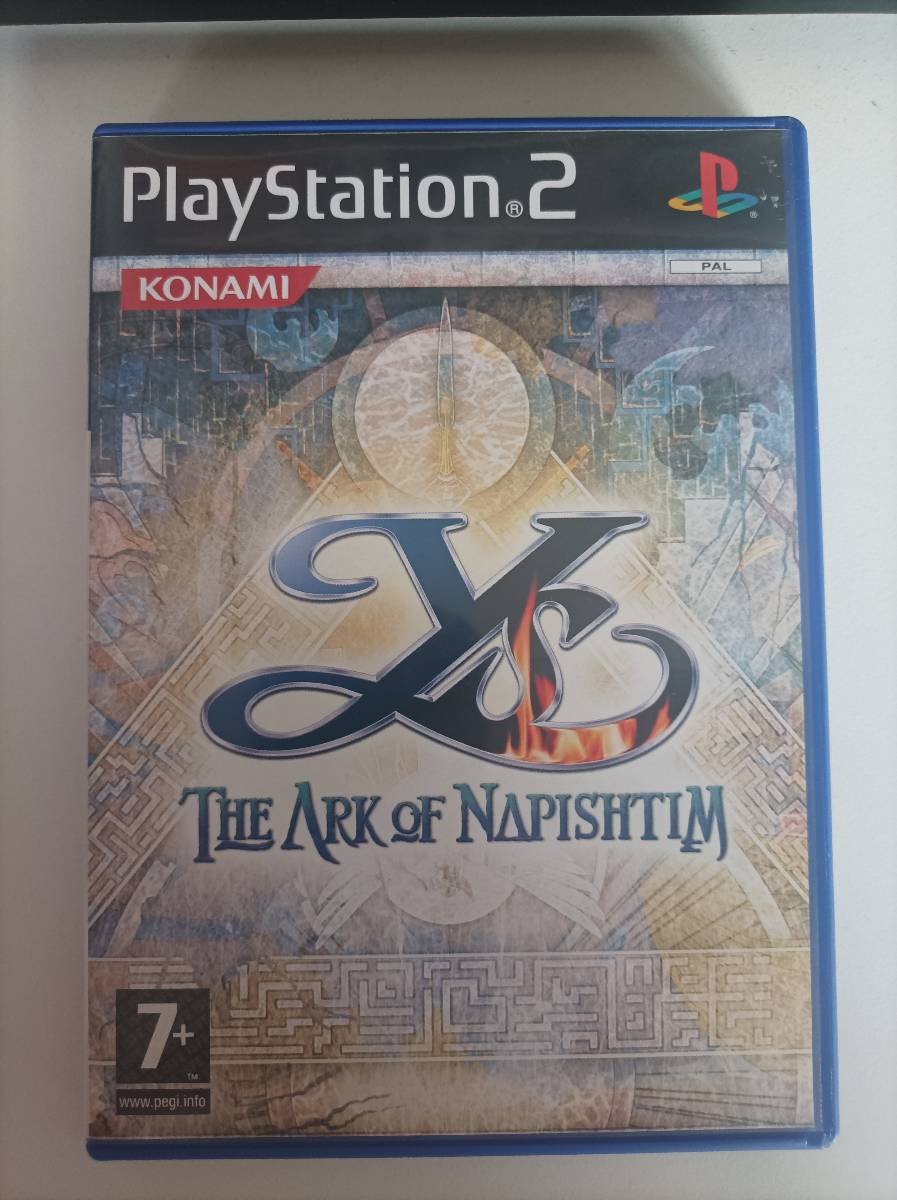 PlayStation®2
PAL
KONAMI
Ys
THE ARK OF NAPISHTIM
7+
™
www.pegi.info